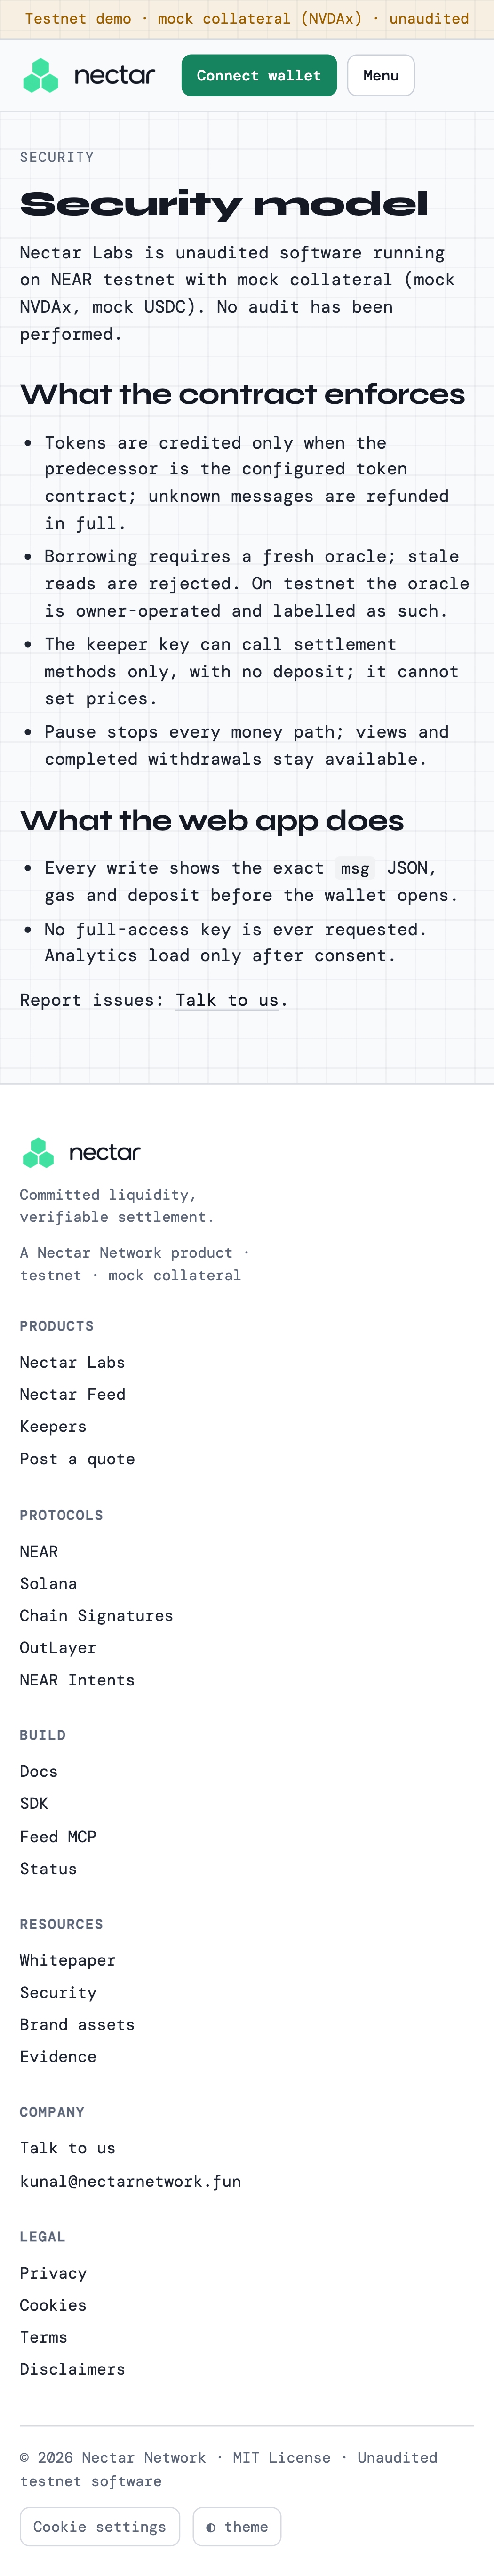 Testnet demo · mock collateral (NVDAx) · unaudited
nectar
Connect wallet
Menu
SECURITY
Security model
Nectar Labs is unaudited software running
on NEAR testnet with mock collateral (mock
NVDAx, mock USDC). No audit has been
performed.
What the contract enforces
• Tokens are credited only when the
predecessor is the configured token
contract; unknown messages are refunded
in full.
• Borrowing requires a fresh oracle; stale
reads are rejected. On testnet the oracle
is owner-operated and labelled as such.
• The keeper key can call settlement
methods only, with no deposit; it cannot
set prices.
• Pause stops every money path; views and
completed withdrawals stay available.
What the web app does
• Every write shows the exact msg JSON,
gas and deposit before the wallet opens.
• No full-access key is ever requested.
Analytics load only after consent.
Report issues: Talk to us.
nectar
Committed liquidity,
verifiable settlement.
A Nectar Network product ·
testnet · mock collateral
PRODUCTS
Nectar Labs
Nectar Feed
Keepers
Post a quote
PROTOCOLS
NEAR
Solana
Chain Signatures
OutLayer
NEAR Intents
BUILD
Docs
SDK
Feed MCP
Status
RESOURCES
Whitepaper
Security
Brand assets
Evidence
COMPANY
Talk to us
kunal@nectarnetwork.fun
LEGAL
Privacy
Cookies
Terms
Disclaimers
© 2026 Nectar Network · MIT License · Unaudited
testnet software
Cookie settings
◐ theme